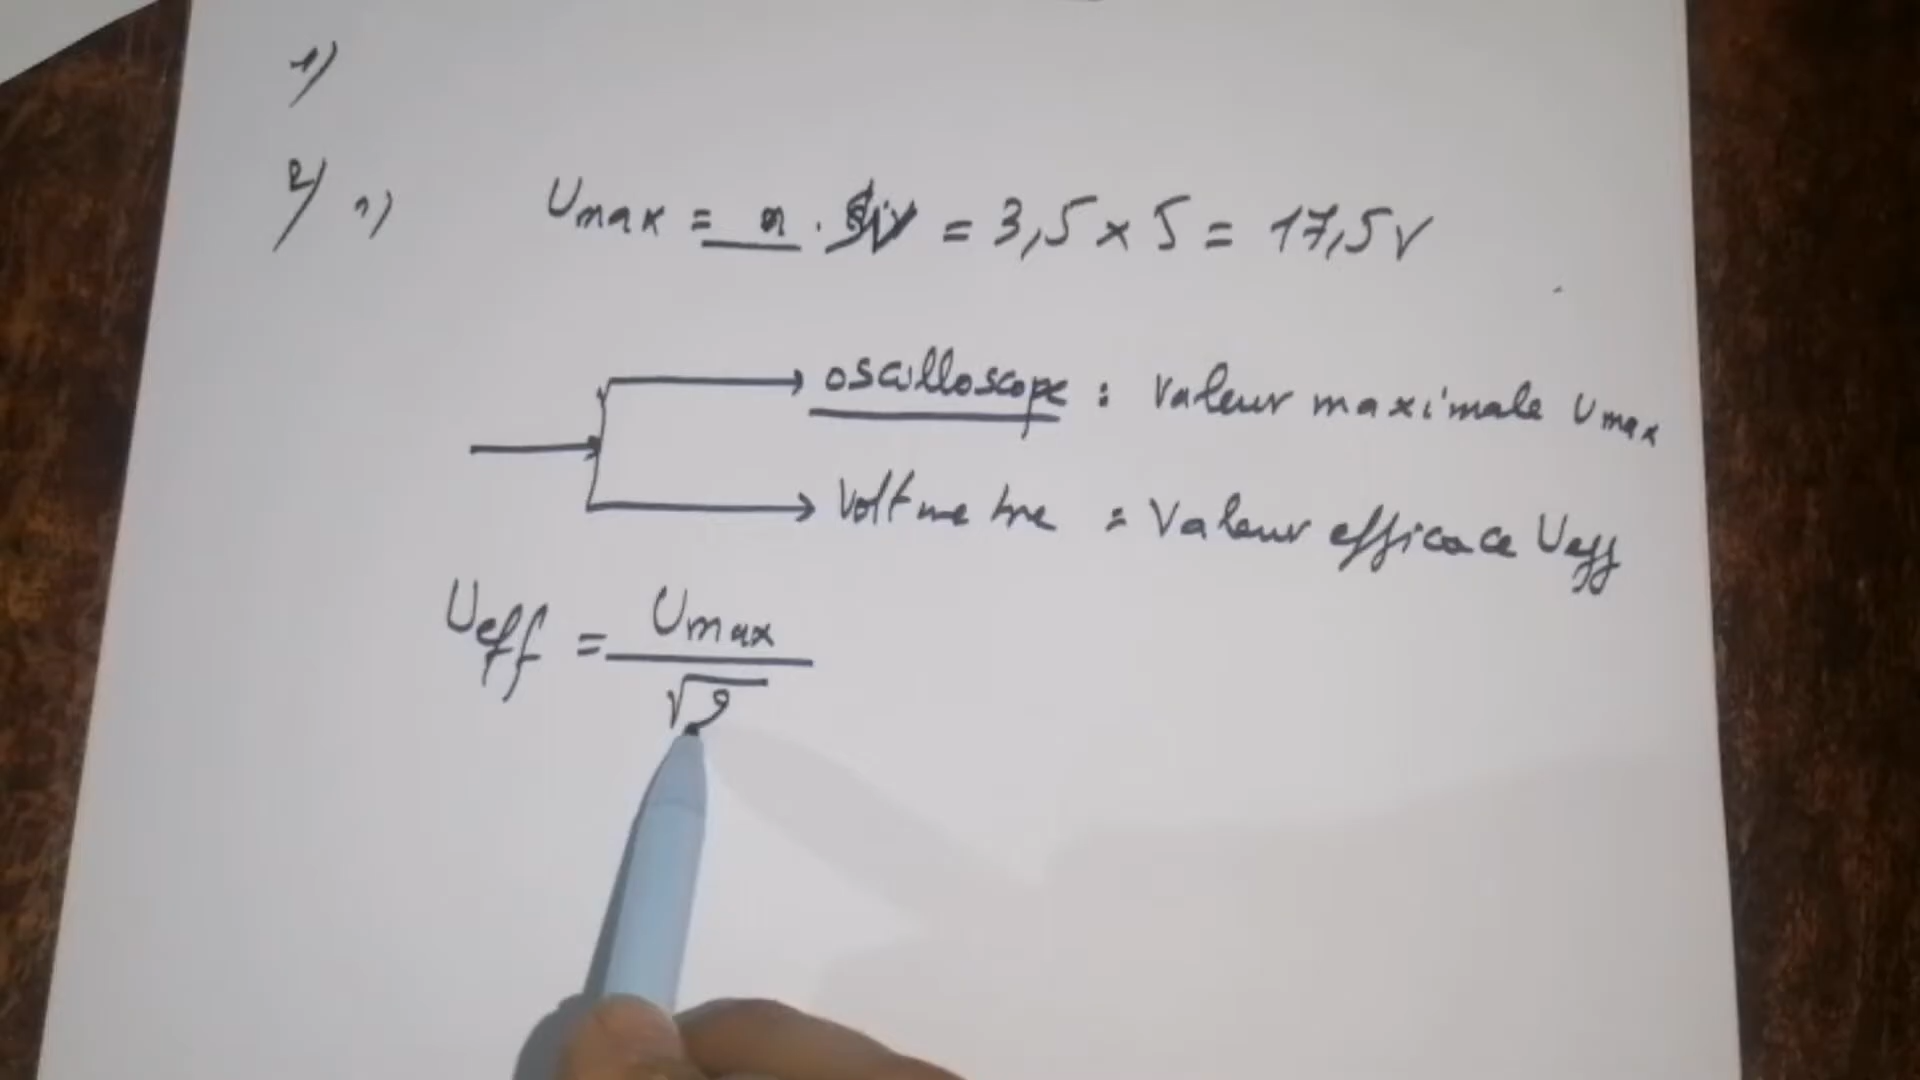 1)
2) 1) Umax = n . = 3,5 x 5 = 17,5 V
oscilloscope : Valeur maximale Umax
Voltmetre : Valeur efficace Ueff
Ueff = Umax / √2